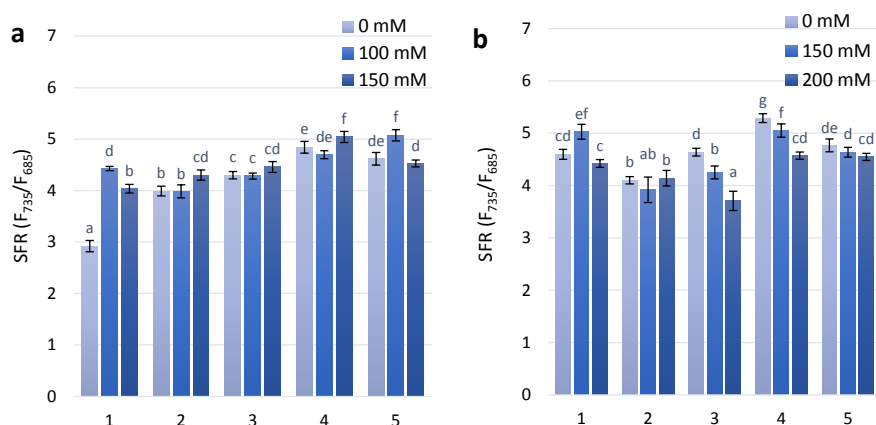 a
0 mM
100 mM
150 mM
SFR (F735/F685)
7
6
5
4
3
2
1
0
a d b
b b cd
c c d
e de f
de f d
1 2 3 4 5
b
0 mM
150 mM
200 mM
SFR (F735/F685)
7
6
5
4
3
2
1
0
cd ef c
b ab b
d b a
g f cd
de d cd
1 2 3 4 5